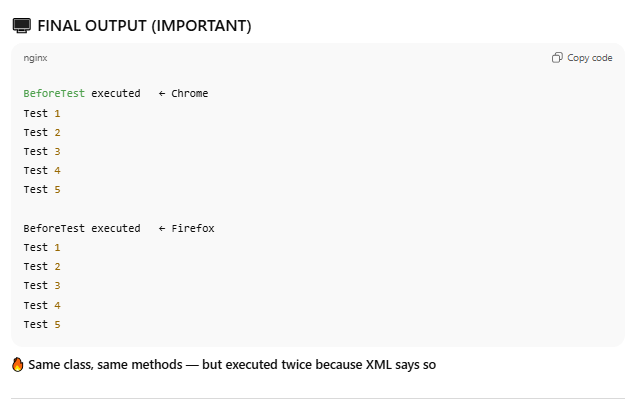 🖥️ FINAL OUTPUT (IMPORTANT)
nginx
Copy code
BeforeTest executed   ← Chrome
Test 1
Test 2
Test 3
Test 4
Test 5
BeforeTest executed   ← Firefox
Test 1
Test 2
Test 3
Test 4
Test 5
🔥 Same class, same methods — but executed twice because XML says so